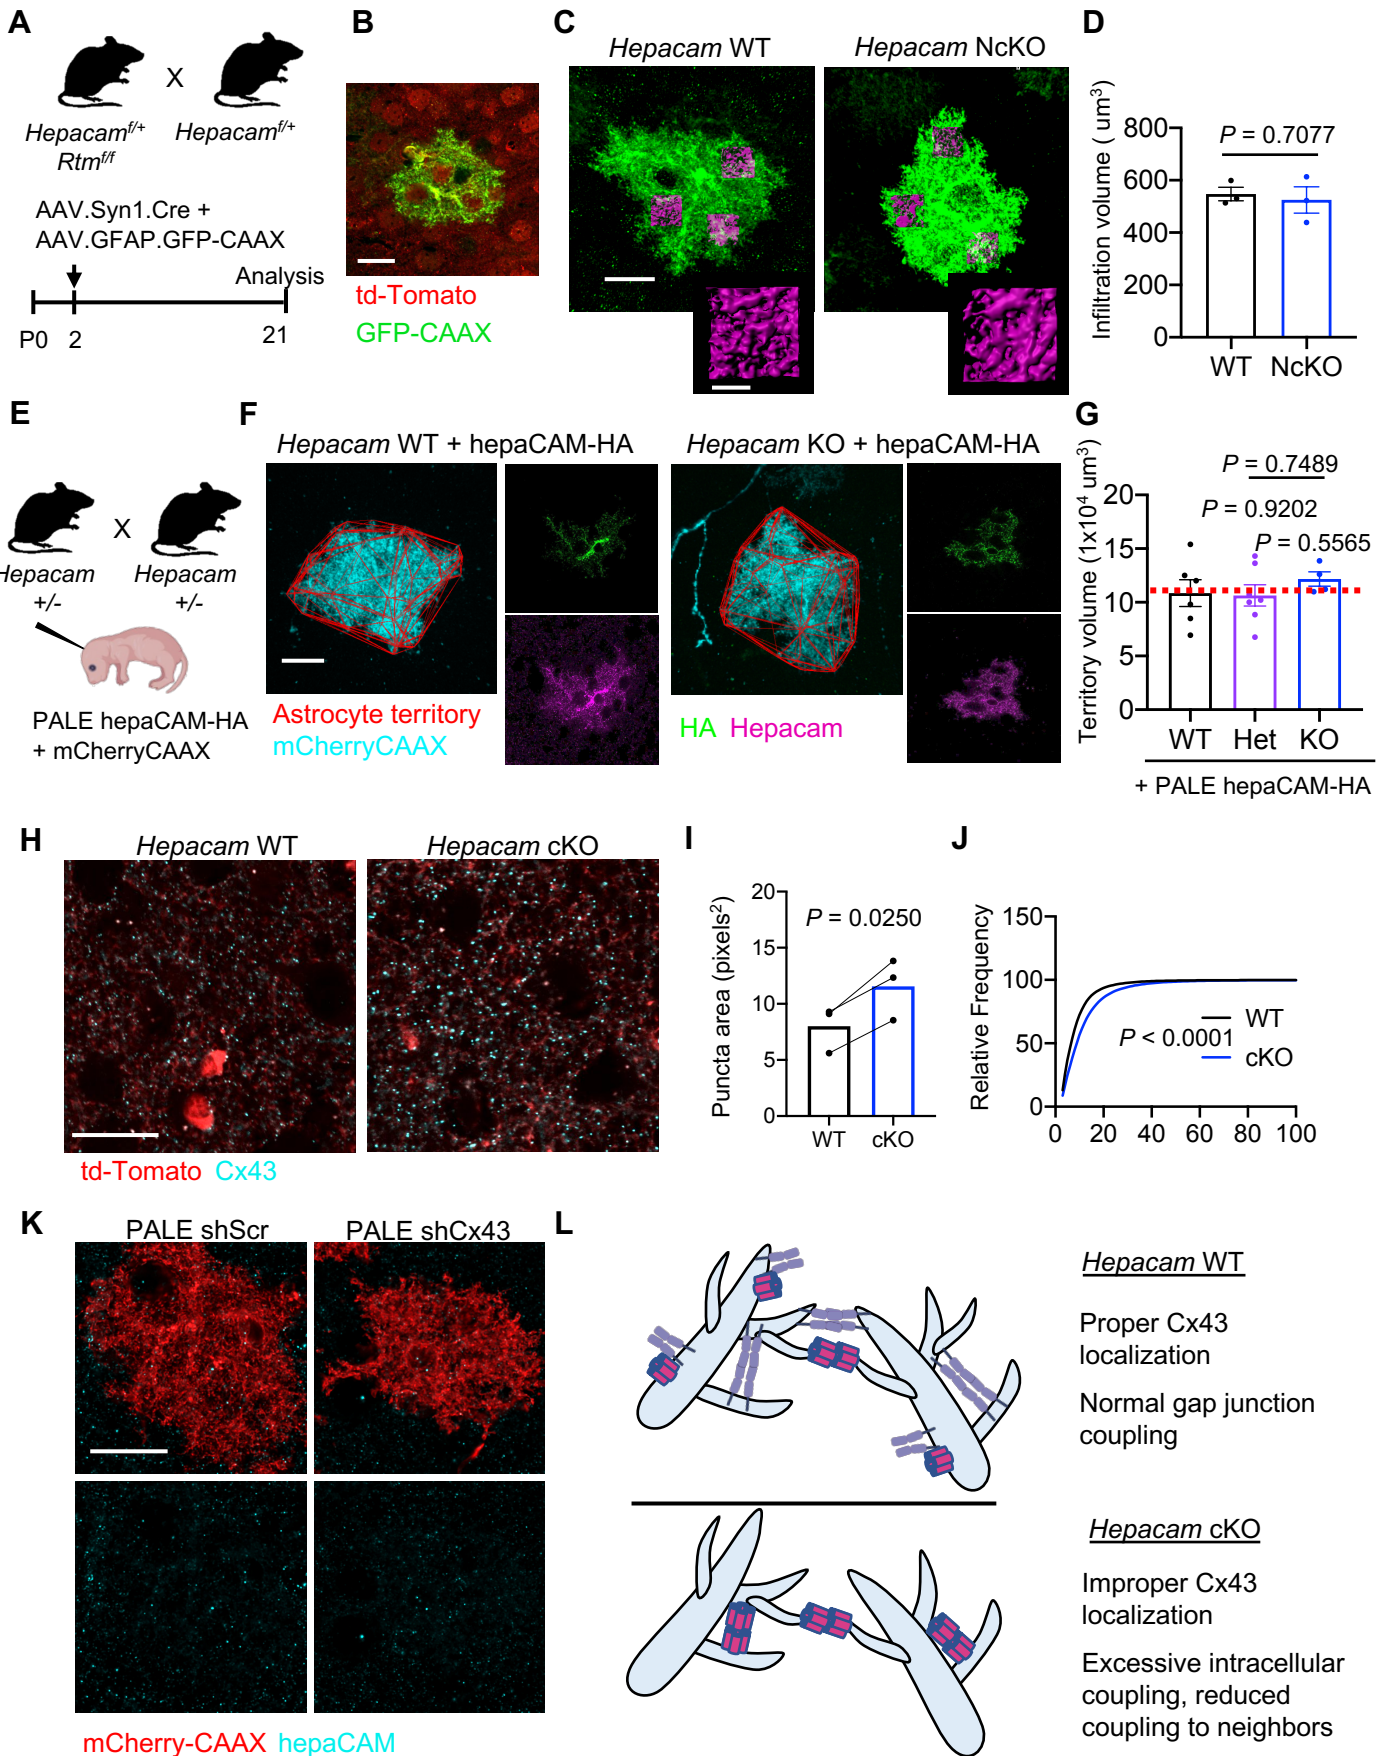 A
X
Hepacam^f/+
Rtm^f/f
Hepacam^f/+
AAV.Syn1.Cre +
AAV.GFAP.GFP-CAAX
Analysis
P0
2
21
B
td-Tomato
GFP-CAAX
C
Hepacam WT
Hepacam NcKO
D
Infiltration volume ( um³)
800
600
400
200
0
P = 0.7077
WT
NcKO
E
X
Hepacam
+/-
Hepacam
+/-
PALE hepaCAM-HA
+ mCherryCAAX
F
Hepacam WT + hepaCAM-HA
Astrocyte territory
mCherryCAAX
Hepacam KO + hepaCAM-HA
HA Hepacam
G
Territory volume (1x10⁴ um³)
20
15
10
5
0
P = 0.7489
P = 0.9202
P = 0.5565
WT
Het
KO
+ PALE hepaCAM-HA
H
Hepacam WT
Hepacam cKO
td-Tomato Cx43
I
Puncta area (pixels²)
20
15
10
5
0
P = 0.0250
WT
cKO
J
Relative Frequency
150
100
50
0
WT
P < 0.0001
cKO
0 20 40 60 80 100
K
PALE shScr
PALE shCx43
mCherry-CAAX hepaCAM
L
Hepacam WT
Proper Cx43
localization
Normal gap junction
coupling
Hepacam cKO
Improper Cx43
localization
Excessive intracellular
coupling, reduced
coupling to neighbors